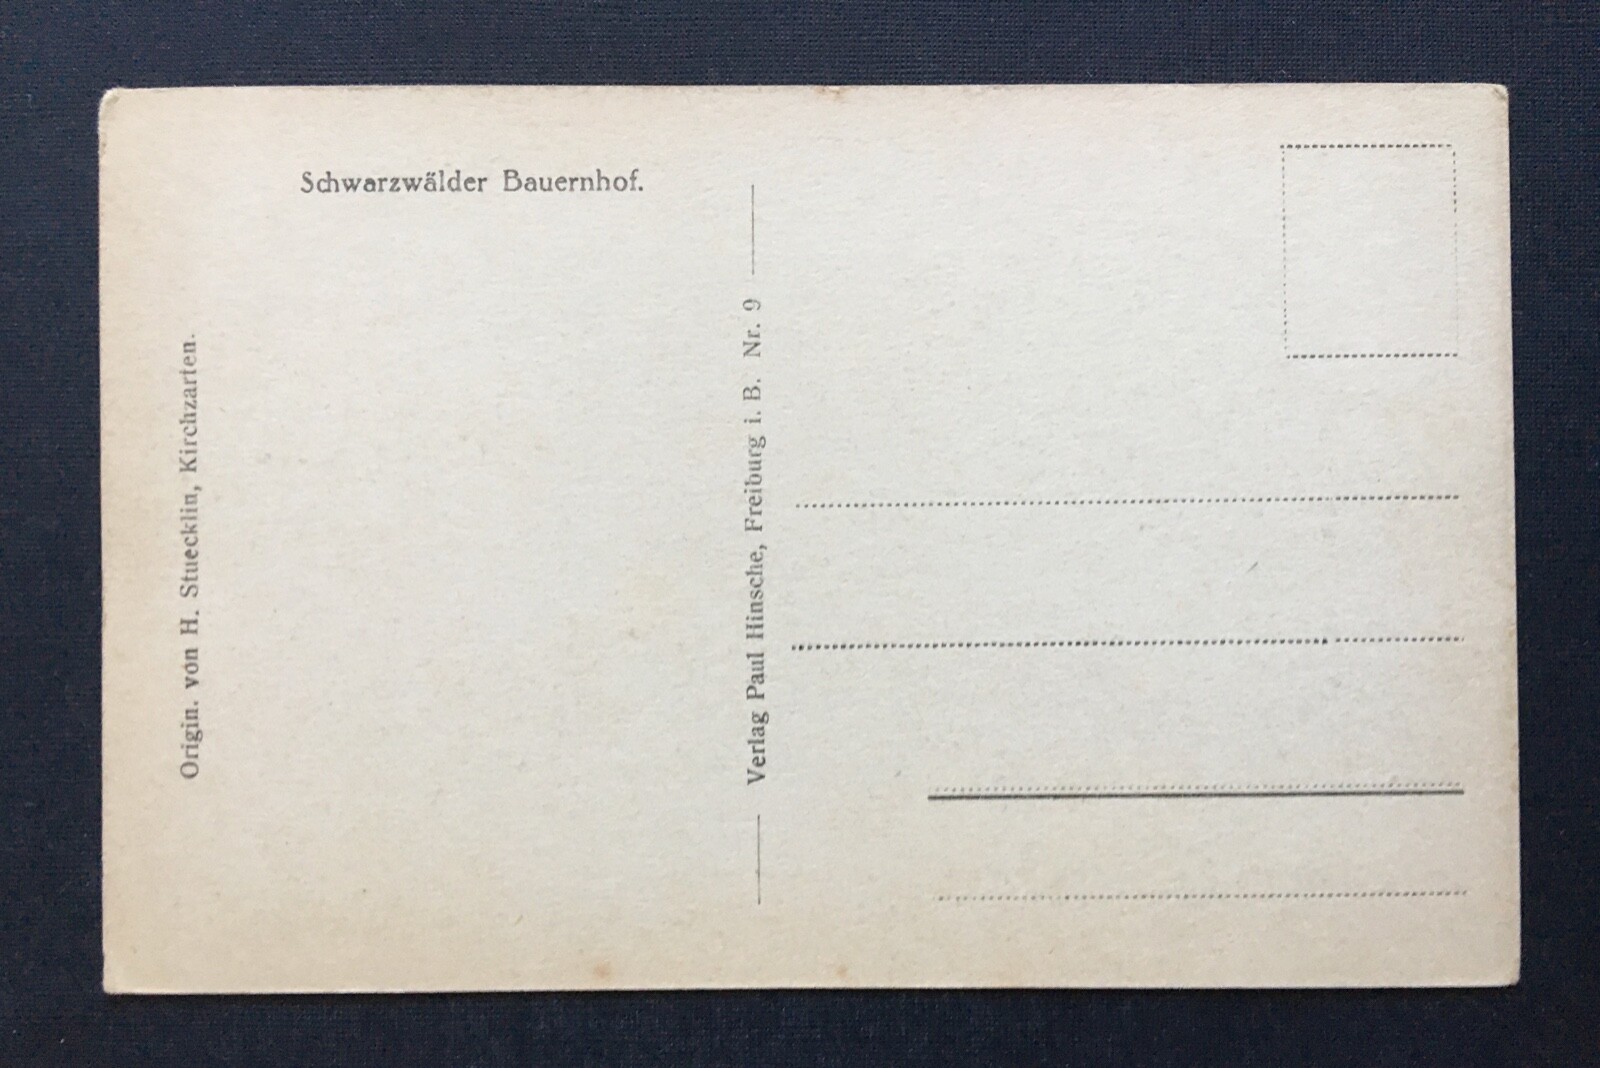 Schwarzwälder Bauernhof.
Origin. von H. Stuecklin, Kirchzarten.
Verlag Paul Hinsche, Freiburg i. B. Nr. 9